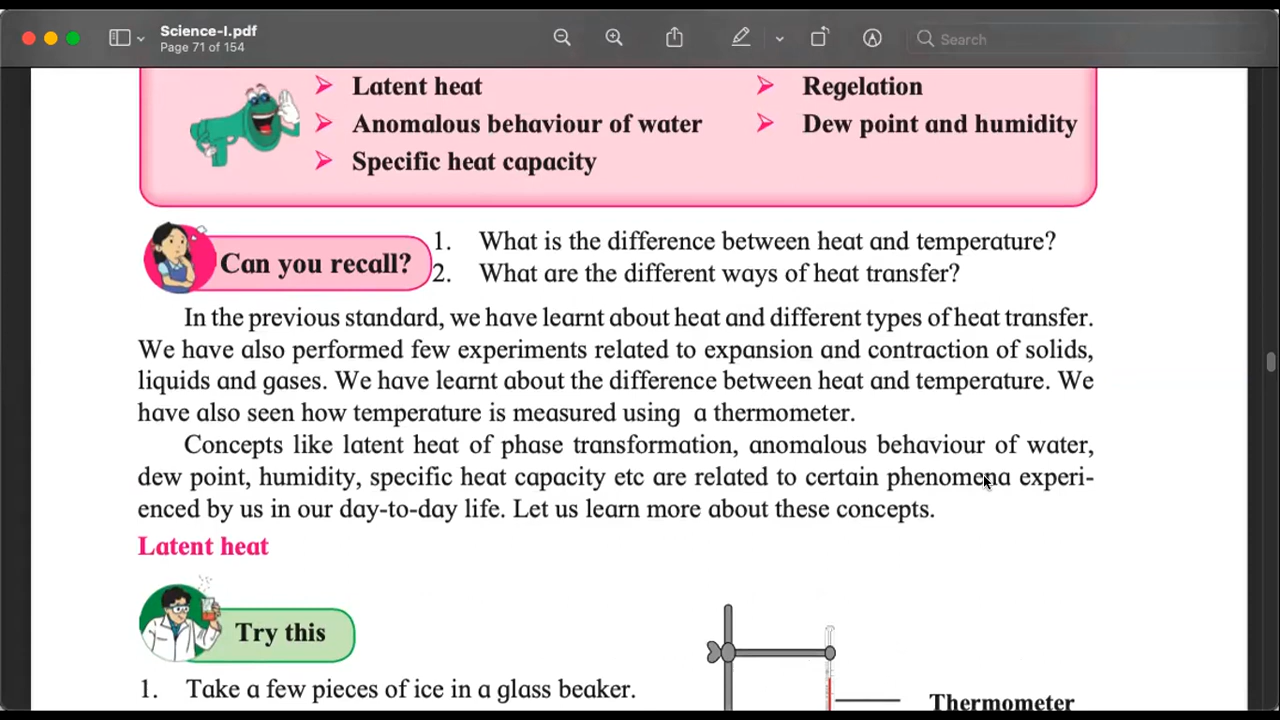 Science-I.pdf
Page 71 of 154
Search
Latent heat
Regelation
Anomalous behaviour of water
Dew point and humidity
Specific heat capacity
Can you recall?
1. What is the difference between heat and temperature?
2. What are the different ways of heat transfer?
In the previous standard, we have learnt about heat and different types of heat transfer.
We have also performed few experiments related to expansion and contraction of solids,
liquids and gases. We have learnt about the difference between heat and temperature. We
have also seen how temperature is measured using a thermometer.
Concepts like latent heat of phase transformation, anomalous behaviour of water,
dew point, humidity, specific heat capacity etc are related to certain phenomena experi-
enced by us in our day-to-day life. Let us learn more about these concepts.
Latent heat
Try this
1. Take a few pieces of ice in a glass beaker.
Thermometer